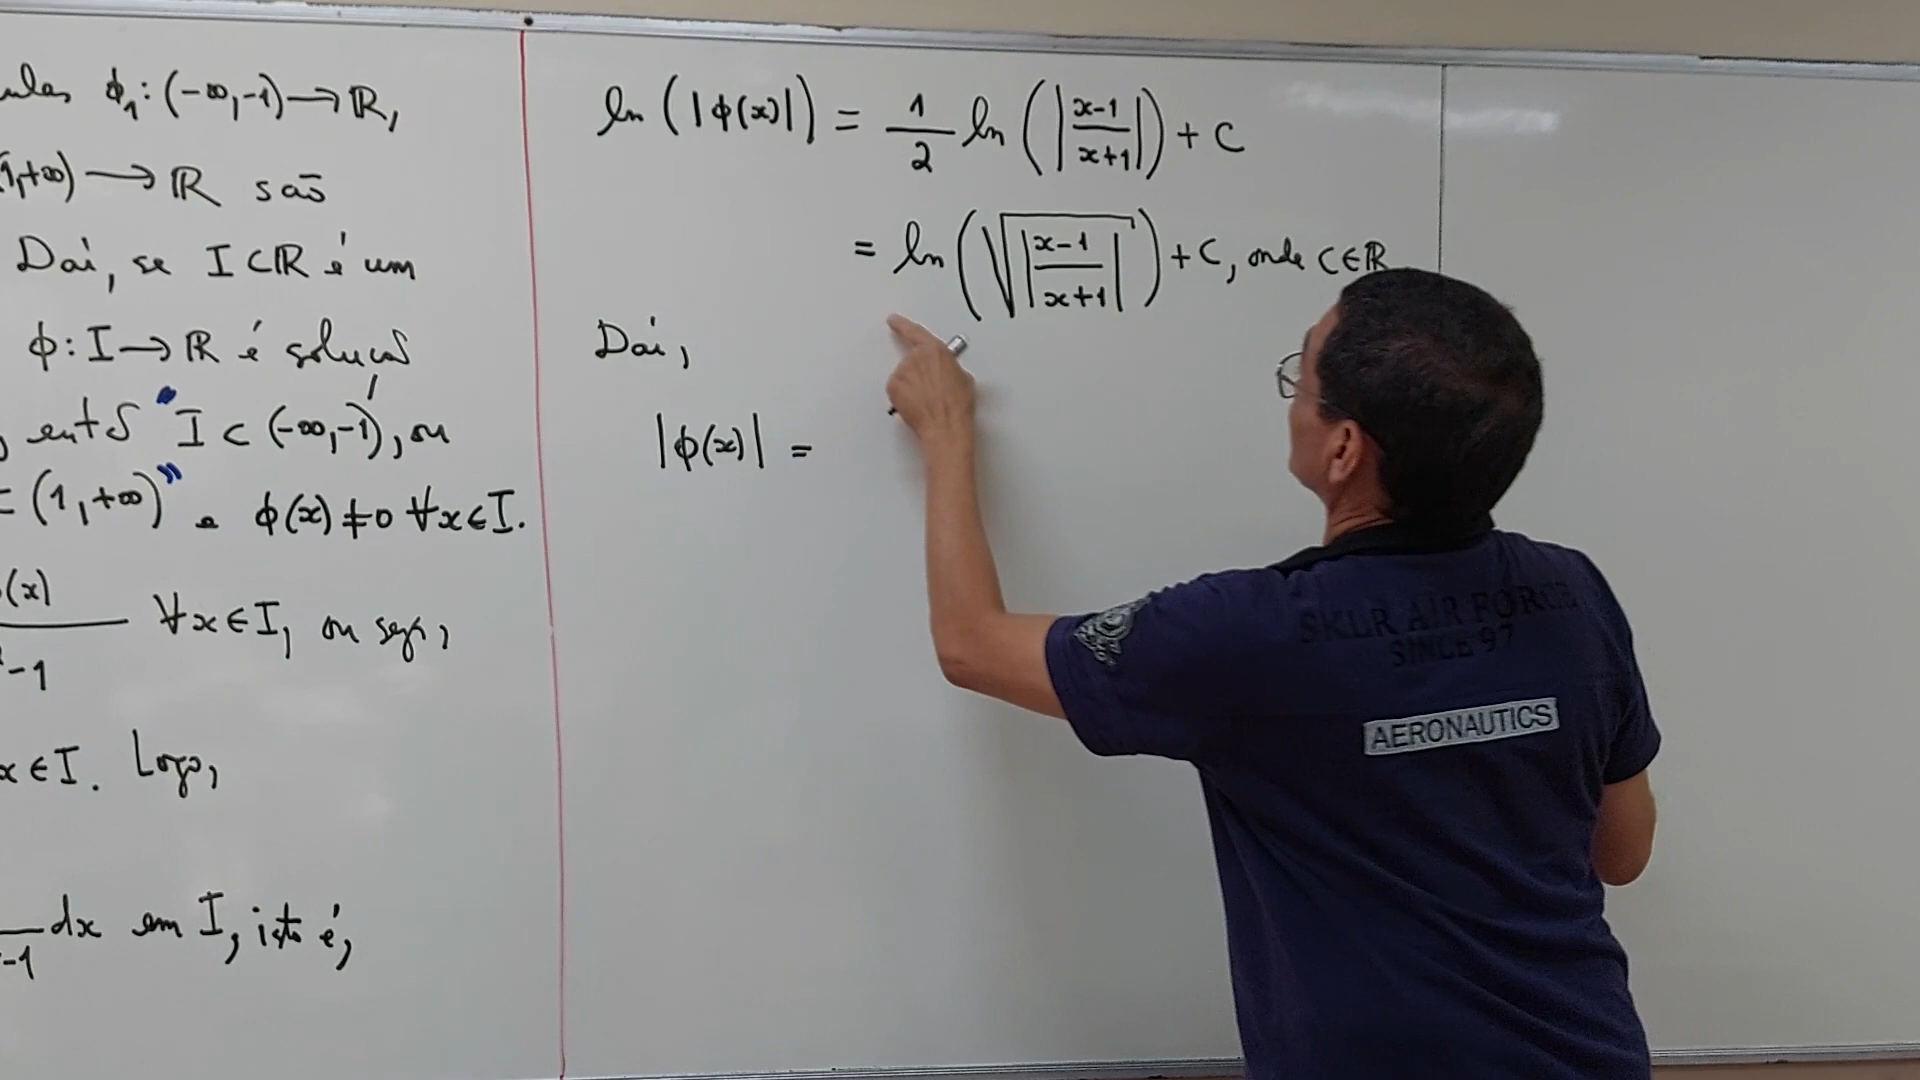 ϕ₁: (-∞,-1) → ℝ,
1,+∞) → ℝ são
Daí, se I⊂ℝ é um
ϕ: I → ℝ é solução
entõ "I ⊂ (-∞,-1), ou
(1,+∞)" e ϕ(x)≠0 ∀x∈I.
(x)
-1
∀x∈I, ou seja,
x∈I. Logo,
-1 dx em I, isto é,
ln(|ϕ(x)|) = 1/2 ln(|x-1/x+1|) + C
= ln(√|x-1/x+1|) + C, onde C∈ℝ
Daí,
|ϕ(x)| =
SKLR AIR FORCE
SINCE 97
AERONAUTICS